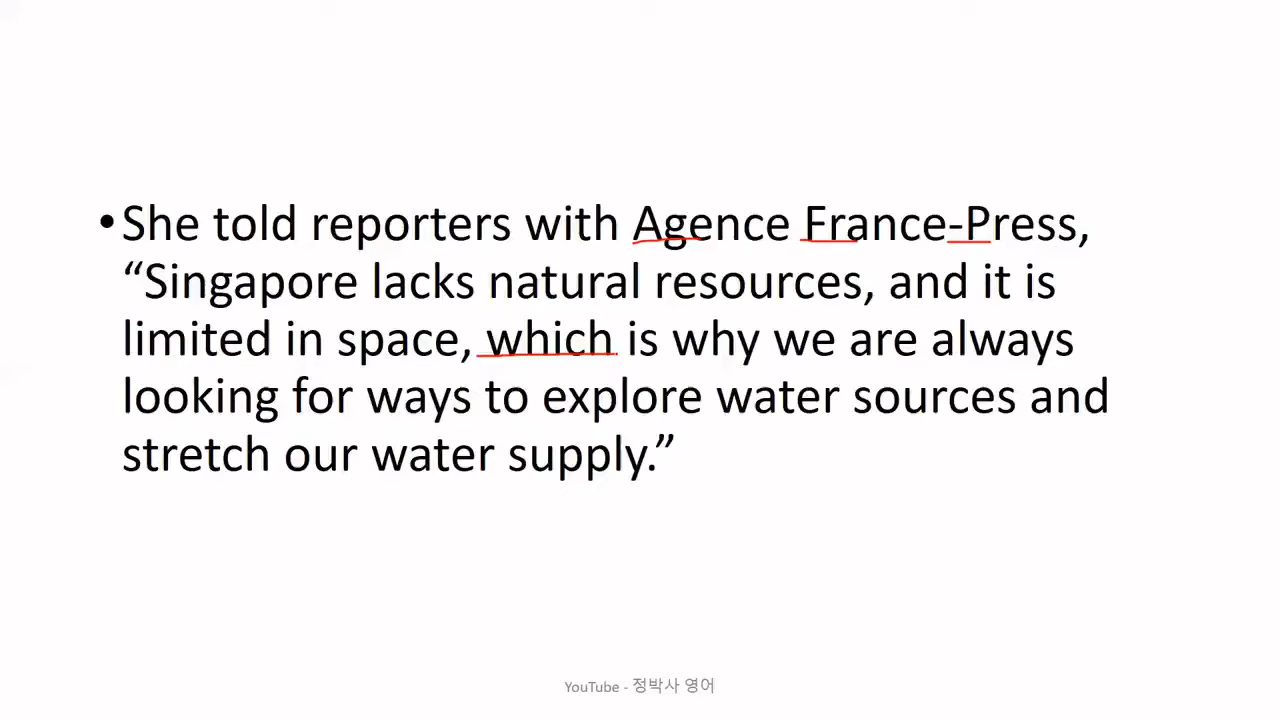 •She told reporters with Agence France-Press,
“Singapore lacks natural resources, and it is
limited in space, which is why we are always
looking for ways to explore water sources and
stretch our water supply.”
YouTube - 정박사 영어